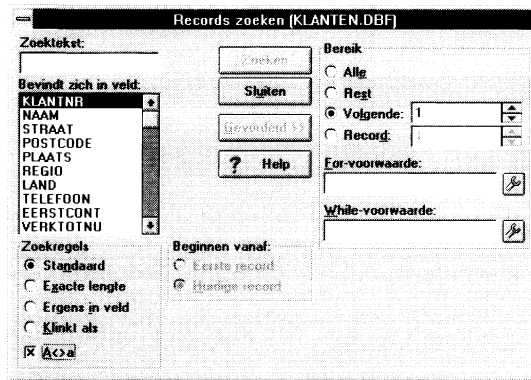 Records zoeken (KLANTEN.DBF)
Zoektekst:
Bevindt zich in veld:
KLANTNR
NAAM
STRAAT
POSTCODE
PLAATS
REGIO
LAND
TELEFOON
EERSTCONT
VERKTOTNU
Zoeken
Sluiten
Gevorderd >>
? Help
Bereik
Alle
Rest
Volgende: 1
Record: 1
For-voorwaarde:
While-voorwaarde:
Zoekregels
Standaard
Exacte lengte
Ergens in veld
Klinkt als
A<>a
Beginnen vanaf:
Eerste record
Huidige record